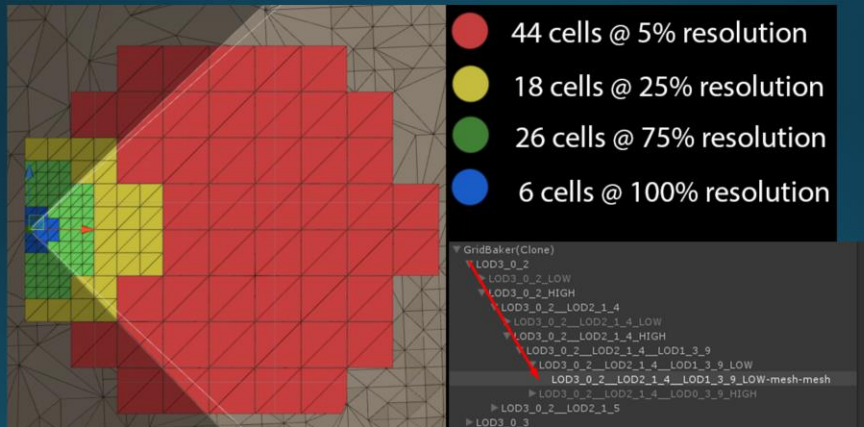 44 cells @ 5% resolution
18 cells @ 25% resolution
26 cells @ 75% resolution
6 cells @ 100% resolution
GridBaker(Clone)
LOD3_0_2
LOD3_0_2_LOW
LOD3_0_2_HIGH
LOD3_0_2__LOD2_1_4
LOD3_0_2__LOD2_1_4_LOW
LOD3_0_2__LOD2_1_4_HIGH
LOD3_0_2__LOD2_1_4__LOD1_3_9
LOD3_0_2__LOD2_1_4__LOD1_3_9_LOW
LOD3_0_2__LOD2_1_4__LOD1_3_9_LOW-mesh-mesh
LOD3_0_2__LOD2_1_4__LOD0_3_9_HIGH
LOD3_0_2__LOD2_1_5
LOD3_0_3